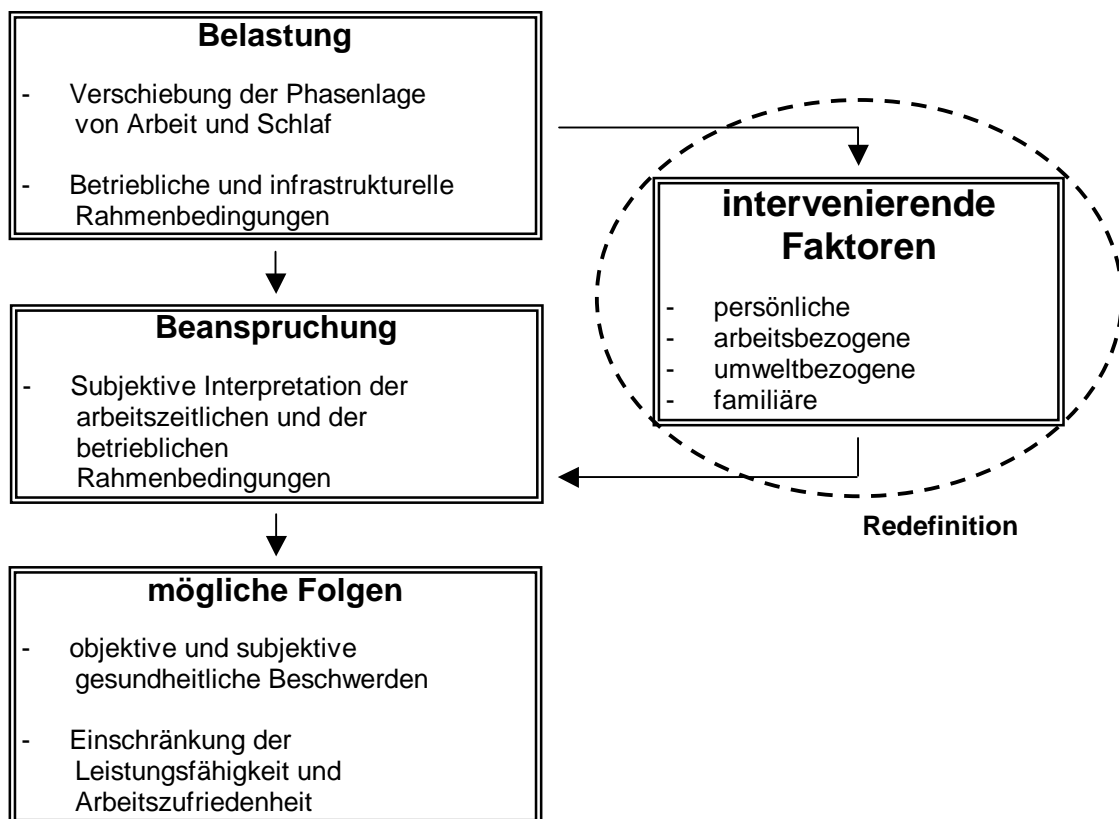 Belastung
- Verschiebung der Phasenlage
von Arbeit und Schlaf
- Betriebliche und infrastrukturelle
Rahmenbedingungen
intervenierende
Faktoren
- persönliche
- arbeitsbezogene
- umweltbezogene
- familiäre
Redefinition
Beanspruchung
- Subjektive Interpretation der
arbeitszeitlichen und der
betrieblichen
Rahmenbedingungen
mögliche Folgen
- objektive und subjektive
gesundheitliche Beschwerden
- Einschränkung der
Leistungsfähigkeit und
Arbeitszufriedenheit